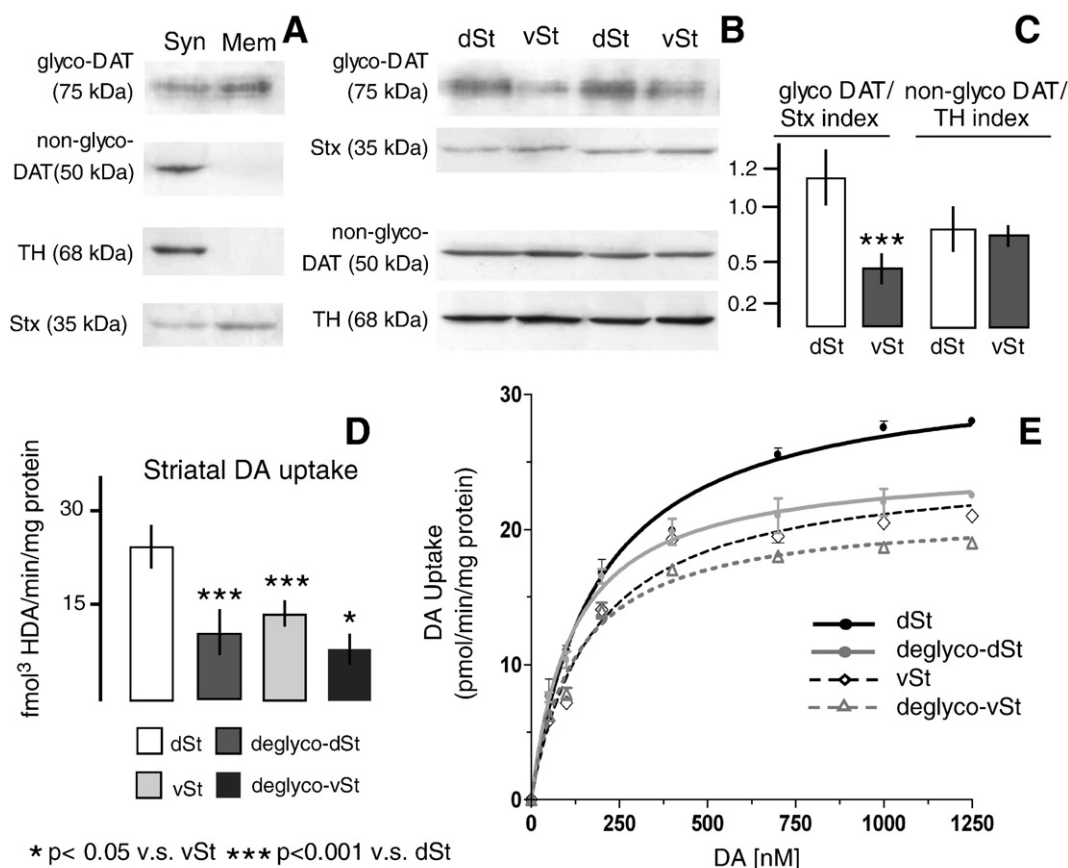 A
Syn Mem
glyco-DAT
(75 kDa)
non-glyco-
DAT(50 kDa)
TH (68 kDa)
Stx (35 kDa)
B
dSt vSt dSt vSt
glyco-DAT
(75 kDa)
Stx (35 kDa)
non-glyco-
DAT (50 kDa)
TH (68 kDa)
C
glyco DAT/
Stx index
non-glyco DAT/
TH index
1.2
1.0
0.5
0.2
***
dSt vSt dSt vSt
D
Striatal DA uptake
fmol³ HDA/min/mg protein
30
15
*** *** *
dSt deglyco-dSt
vSt deglyco-vSt
* p< 0.05 v.s. vSt *** p<0.001 v.s. dSt
E
DA Uptake
(pmol/min/mg protein)
30
20
10
0
0 250 500 750 1000 1250
DA [nM]
dSt
deglyco-dSt
vSt
deglyco-vSt